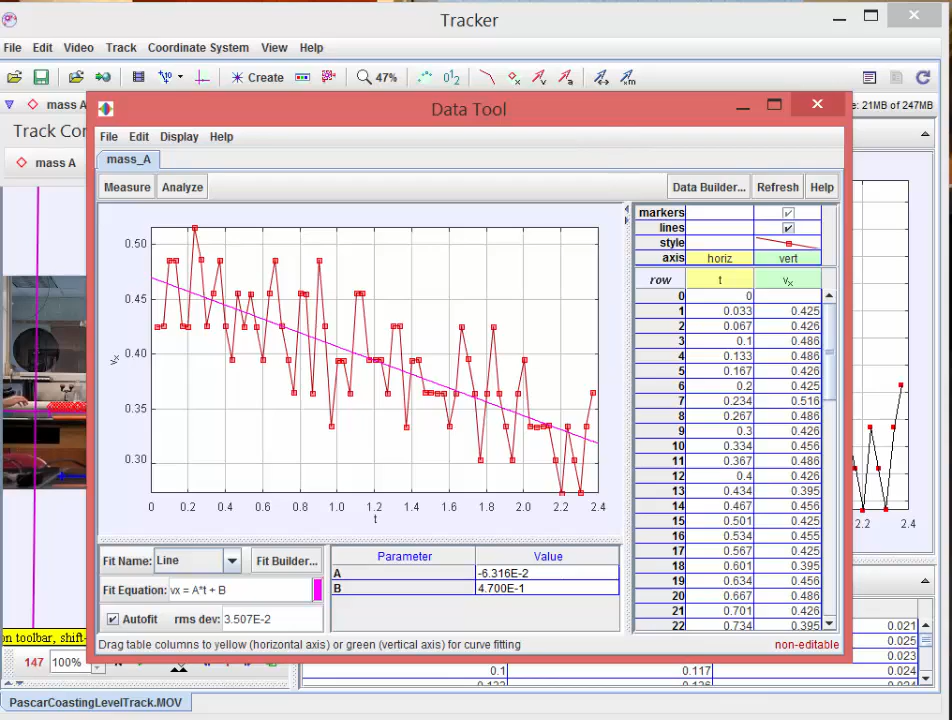 Tracker
File Edit Video Track Coordinate System View Help
Create 47%
mass A
e: 21MB of 247MB
Track Con
mass A
Data Tool
File Edit Display Help
mass_A
Measure Analyze Data Builder... Refresh Help
markers
lines
style
axis horiz vert
row t vx
0 0
1 0.033 0.425
2 0.067 0.426
3 0.1 0.486
4 0.133 0.486
5 0.167 0.426
6 0.2 0.425
7 0.234 0.516
8 0.267 0.486
9 0.3 0.426
10 0.334 0.456
11 0.367 0.486
12 0.4 0.426
13 0.434 0.395
14 0.467 0.456
15 0.501 0.425
16 0.534 0.455
17 0.567 0.425
18 0.601 0.395
19 0.634 0.456
20 0.667 0.486
21 0.701 0.426
22 0.734 0.395
0.50
0.45
0.40
0.35
0.30
vx
0 0.2 0.4 0.6 0.8 1.0 1.2 1.4 1.6 1.8 2.0 2.2 2.4
t
2.2 2.4
Fit Name: Line Fit Builder...
Fit Equation: vx = A*t + B
Autofit rms dev: 3.507E-2
Parameter Value
A -6.316E-2
B 4.700E-1
Drag table columns to yellow (horizontal axis) or green (vertical axis) for curve fitting non-editable
on toolbar, shift-
147 100%
0.021
0.025
0.023
0.1 0.117 0.024
PascarCoastingLevelTrack.MOV